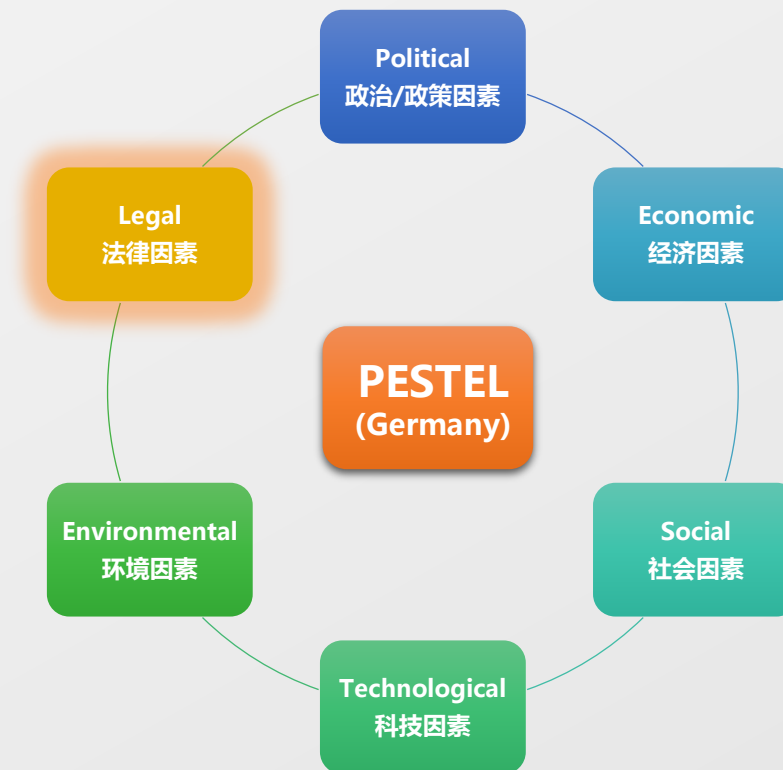 Political
政治/政策因素
Legal
法律因素
Economic
经济因素
PESTEL
(Germany)
Environmental
环境因素
Social
社会因素
Technological
科技因素